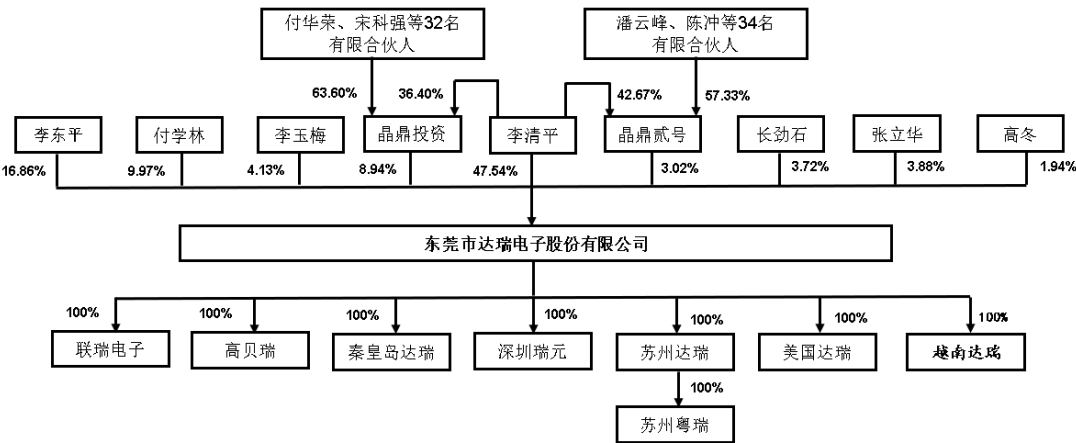 付华荣、宋科强等32名
有限合伙人
潘云峰、陈冲等34名
有限合伙人
63.60%
36.40%
42.67%
57.33%
李东平
付学林
李玉梅
晶鼎投资
李清平
晶鼎贰号
长劲石
张立华
高冬
16.86%
9.97%
4.13%
8.94%
47.54%
3.02%
3.72%
3.88%
1.94%
东莞市达瑞电子股份有限公司
100%
100%
100%
100%
100%
100%
100%
联瑞电子
高贝瑞
秦皇岛达瑞
深圳瑞元
苏州达瑞
美国达瑞
越南达瑞
100%
苏州粤瑞